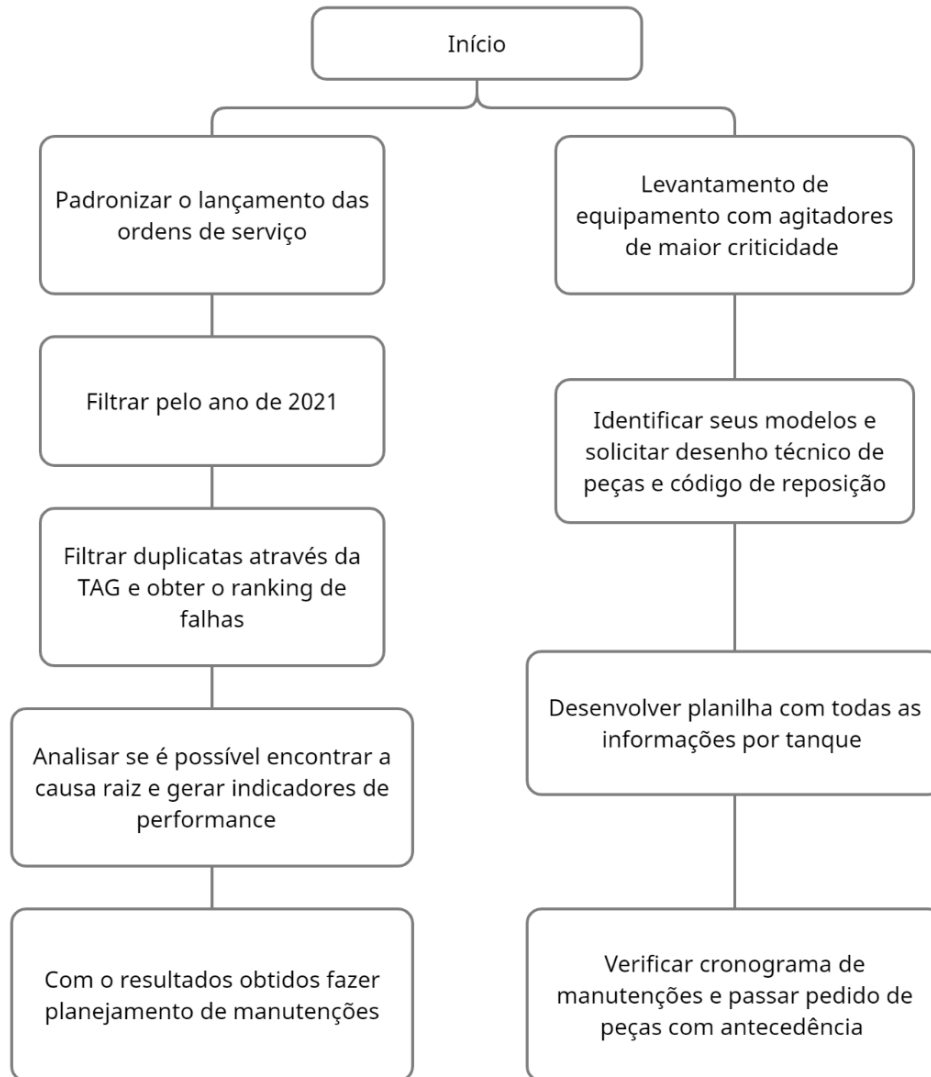 Início
Padronizar o lançamento das
ordens de serviço
Filtrar pelo ano de 2021
Filtrar duplicatas através da
TAG e obter o ranking de
falhas
Analisar se é possível encontrar a
causa raiz e gerar indicadores de
performance
Com o resultados obtidos fazer
planejamento de manutenções
Levantamento de
equipamento com agitadores
de maior criticidade
Identificar seus modelos e
solicitar desenho técnico de
peças e código de reposição
Desenvolver planilha com todas as
informações por tanque
Verificar cronograma de
manutenções e passar pedido de
peças com antecedência